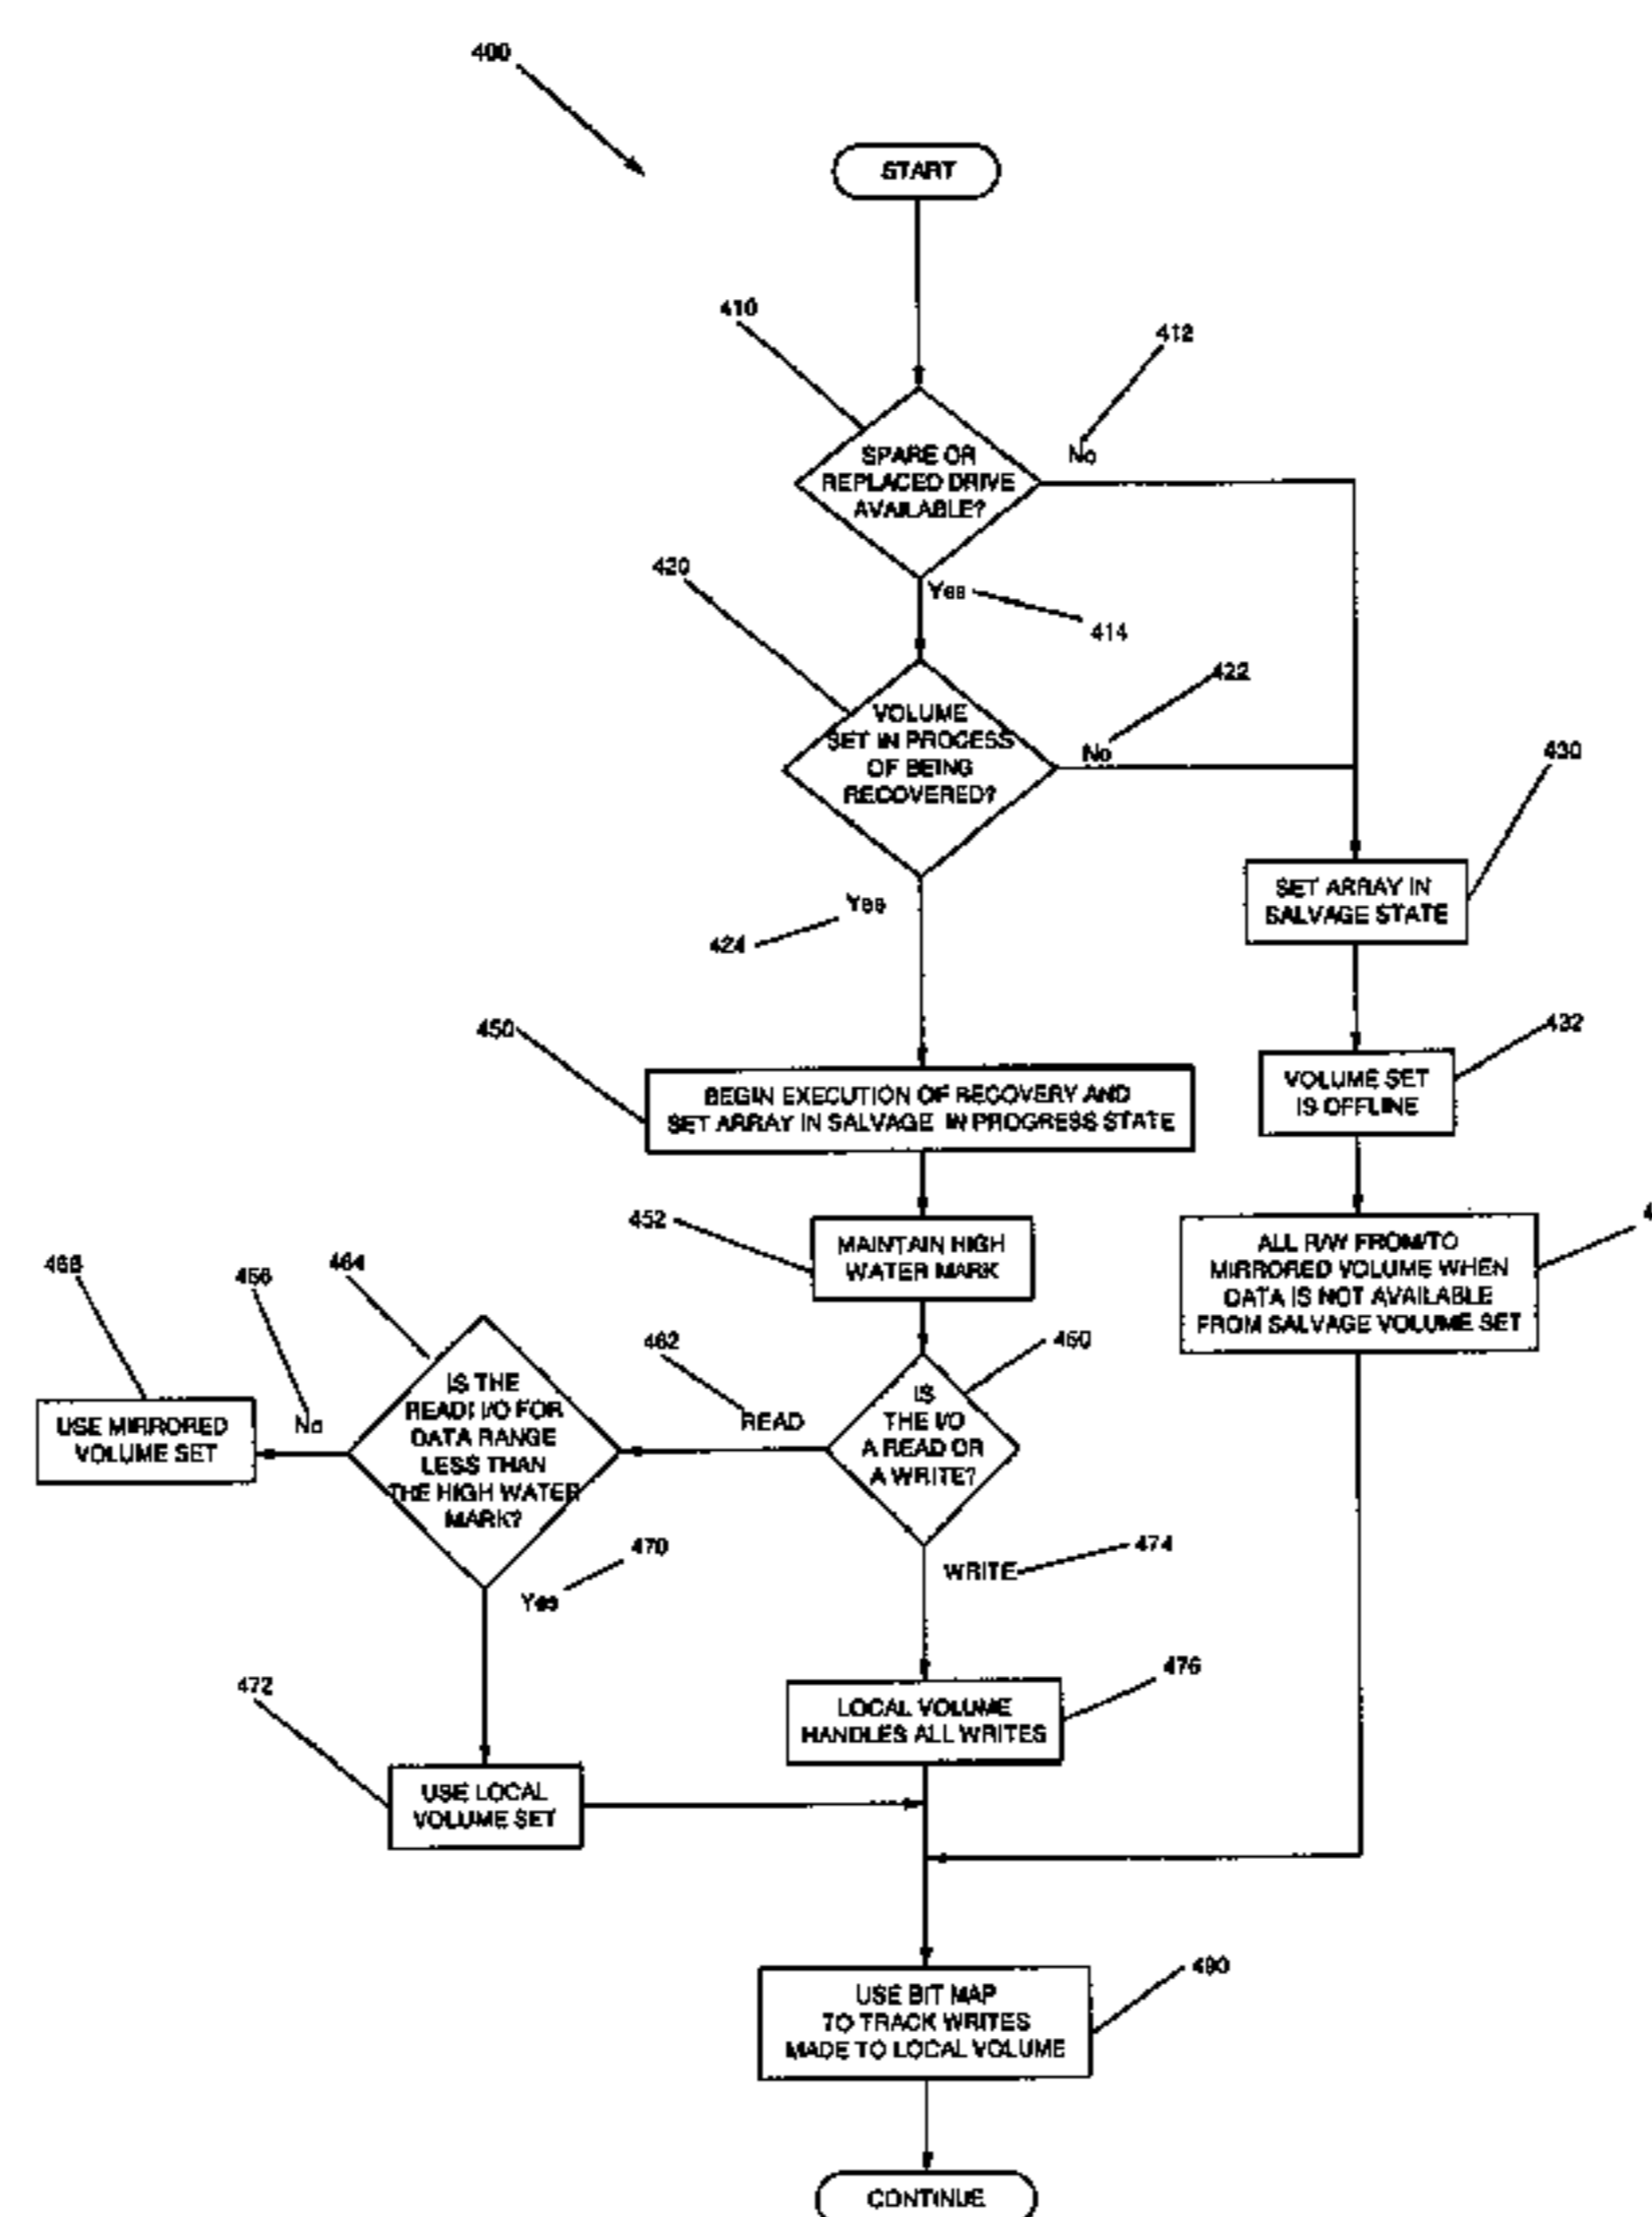 400
START
410
412
SPARE OR
REPLACED DRIVE
AVAILABLE?
No
420
Yes
414
422
VOLUME
SET IN PROCESS
OF BEING
RECOVERED?
No
430
SET ARRAY IN
SALVAGE STATE
Yes
424
450
432
VOLUME SET
IS OFFLINE
BEGIN EXECUTION OF RECOVERY AND
SET ARRAY IN SALVAGE IN PROGRESS STATE
452
MAINTAIN HIGH
WATER MARK
ALL R/W FROM/TO
MIRRORED VOLUME WHEN
DATA IS NOT AVAILABLE
FROM SALVAGE VOLUME SET
464
462
460
IS THE
READ I/O FOR
DATA RANGE
LESS THAN
THE HIGH WATER
MARK?
USE MIRRORED
VOLUME SET
No
READ
IS
THE I/O
A READ OR
A WRITE?
470
474
Yes
WRITE
472
476
LOCAL VOLUME
HANDLES ALL WRITES
USE LOCAL
VOLUME SET
USE BIT MAP
TO TRACK WRITES
MADE TO LOCAL VOLUME
CONTINUE